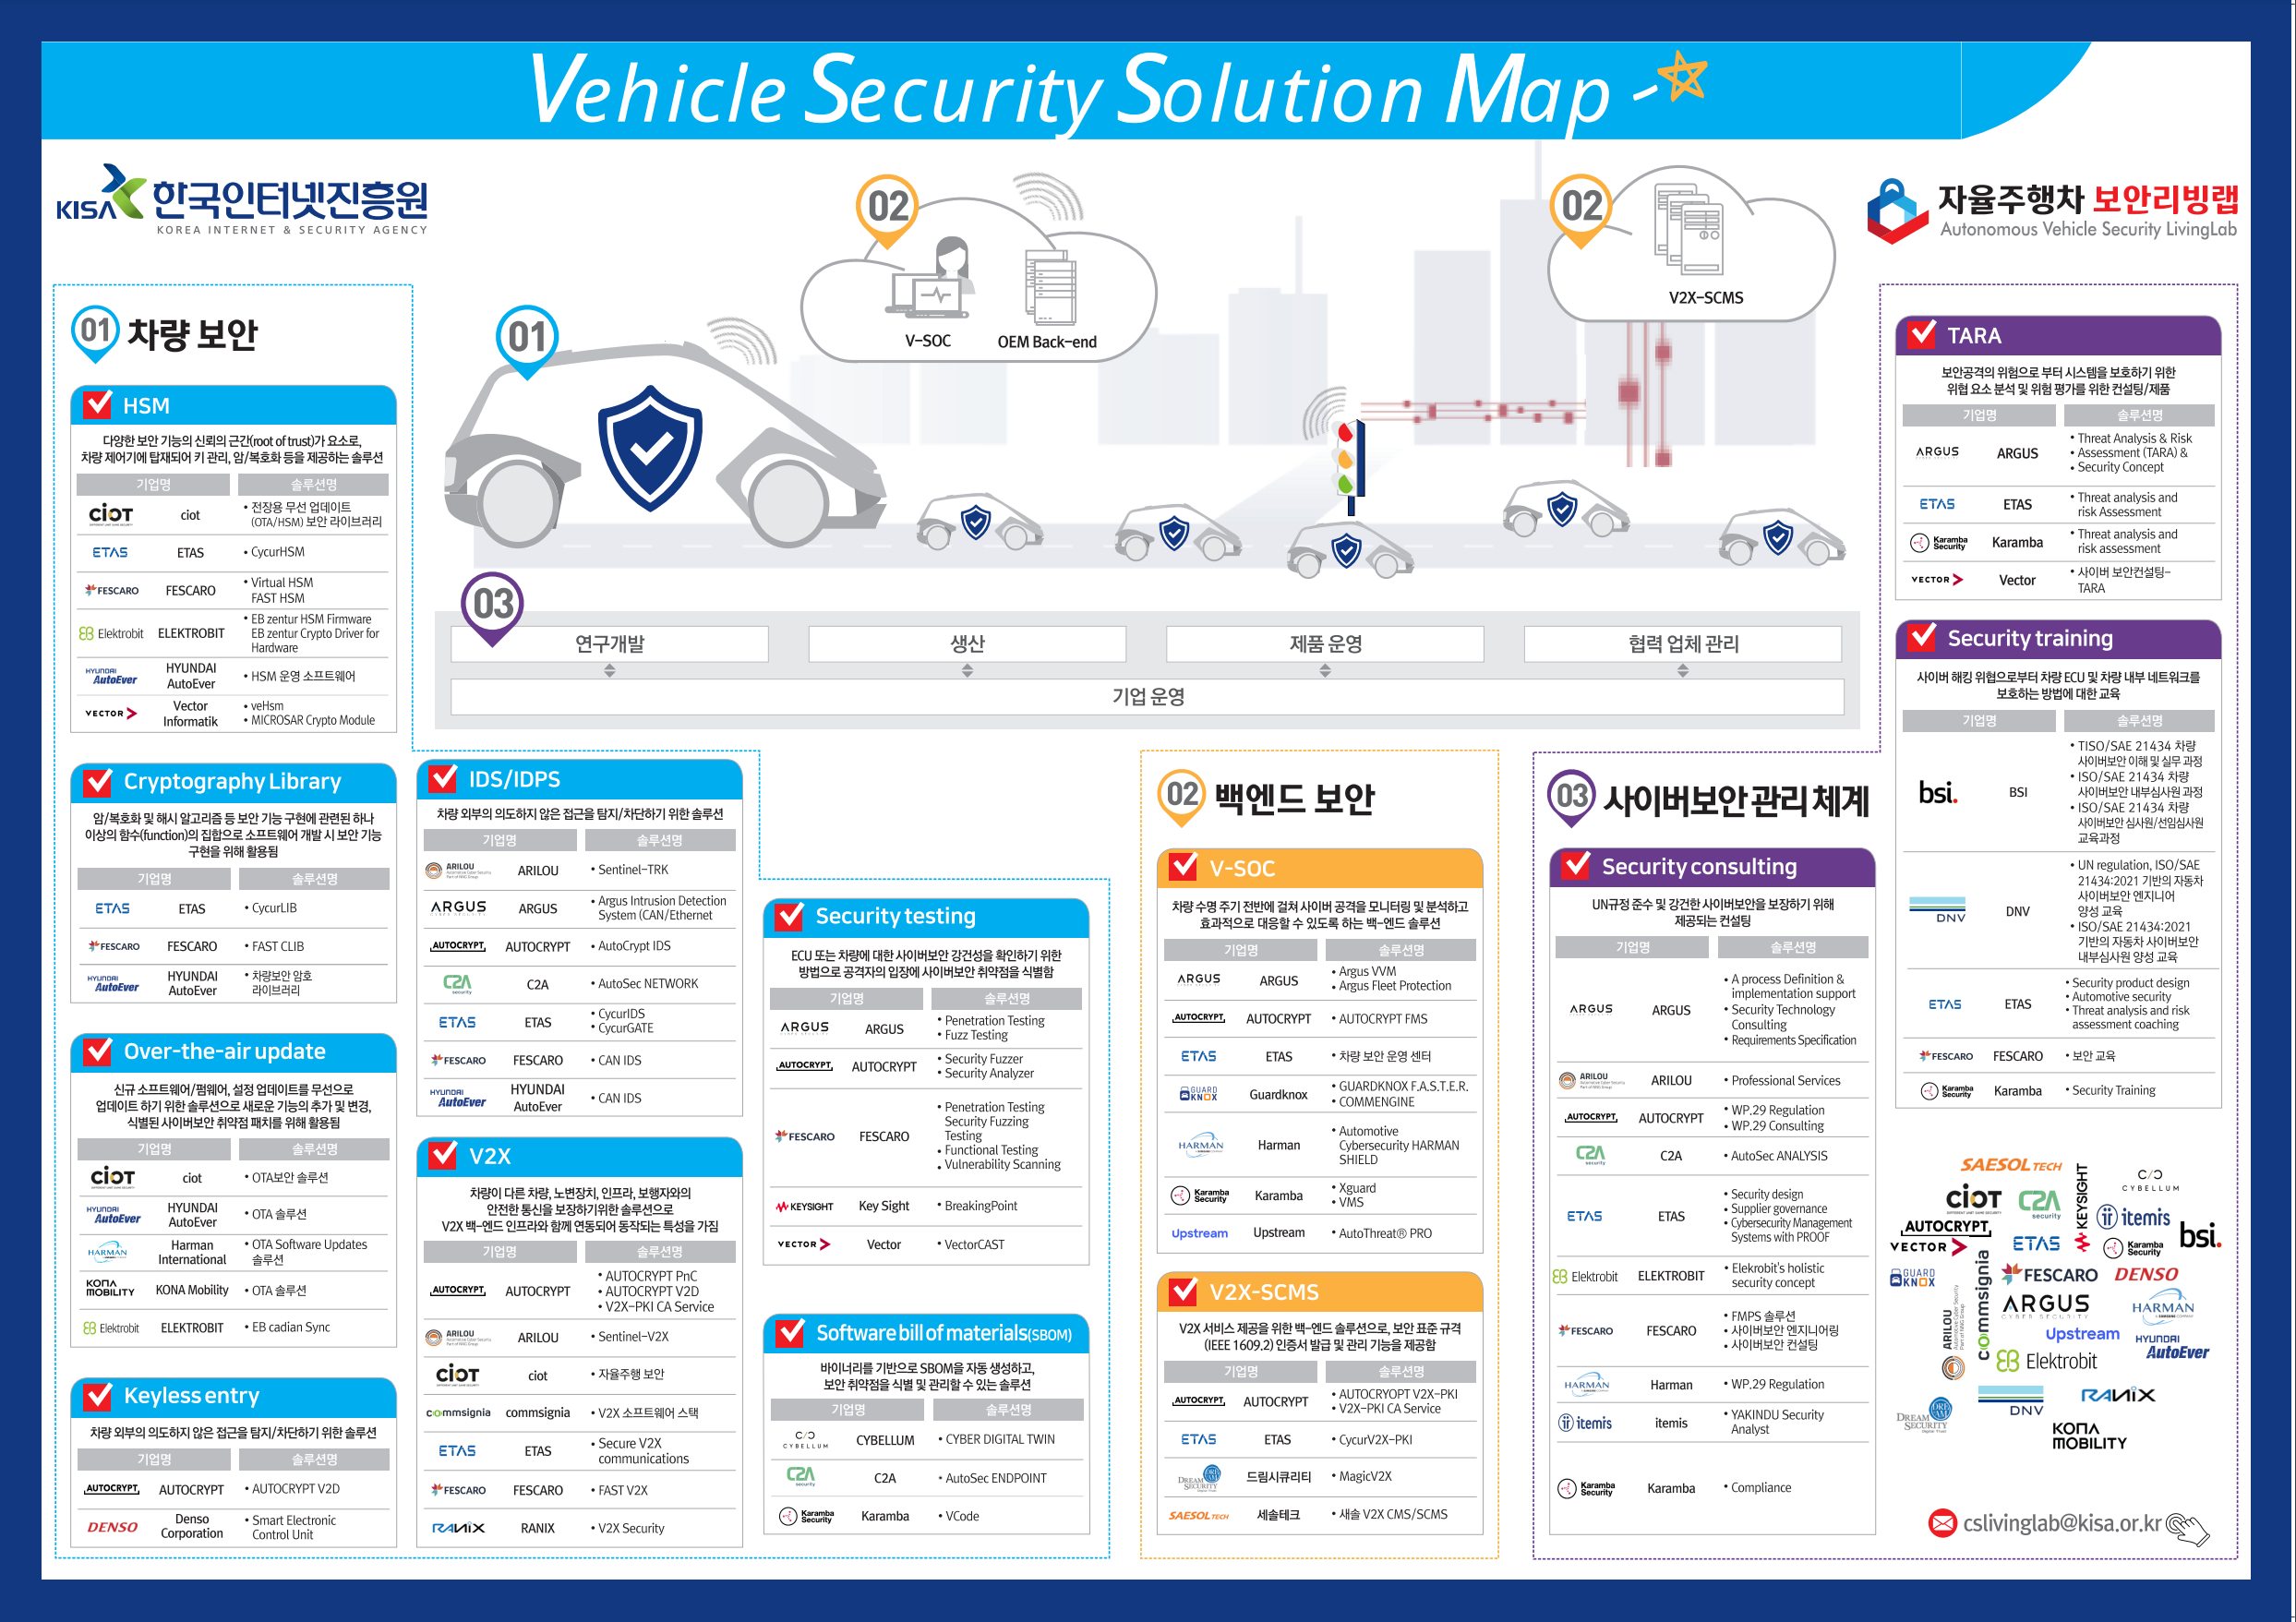 Vehicle Security Solution Map
KISA 한국인터넷진흥원
KOREA INTERNET & SECURITY AGENCY
자율주행차 보안리빙랩
Autonomous Vehicle Security LivingLab
01
02
V-SOC
OEM Back-end
02
V2X-SCMS
03
연구개발
생산
제품 운영
협력 업체 관리
기업 운영
01 차량 보안
HSM
다양한 보안 기능의 신뢰의 근간(root of trust)가 요소로,
차량 제어기에 탑재되어 키 관리, 암/복호화 등을 제공하는 솔루션
기업명 솔루션명
ciot ciot • 전장용 무선 업데이트
(OTA/HSM) 보안 라이브러리
ETAS ETAS • CycurHSM
FESCARO FESCARO • Virtual HSM
FAST HSM
Elektrobit ELEKTROBIT • EB zentur HSM Firmware
EB zentur Crypto Driver for
Hardware
HYUNDAI AutoEver HYUNDAI
AutoEver • HSM 운영 소프트웨어
VECTOR Vector
Informatik • veHsm
• MICROSAR Crypto Module
Cryptography Library
암/복호화 및 해시 알고리즘 등 보안 기능 구현에 관련된 하나
이상의 함수(function)의 집합으로 소프트웨어 개발 시 보안 기능
구현을 위해 활용됨
기업명 솔루션명
ETAS ETAS • CycurLIB
FESCARO FESCARO • FAST CLIB
HYUNDAI AutoEver HYUNDAI
AutoEver • 차량보안 암호
라이브러리
Over-the-air update
신규 소프트웨어/펌웨어, 설정 업데이트를 무선으로
업데이트 하기 위한 솔루션으로 새로운 기능의 추가 및 변경,
식별된 사이버보안 취약점 패치를 위해 활용됨
기업명 솔루션명
ciot ciot • OTA보안 솔루션
HYUNDAI AutoEver HYUNDAI
AutoEver • OTA 솔루션
HARMAN Harman
International • OTA Software Updates
솔루션
KONA MOBILITY KONA Mobility • OTA 솔루션
Elektrobit ELEKTROBIT • EB cadian Sync
Keyless entry
차량 외부의 의도하지 않은 접근을 탐지/차단하기 위한 솔루션
기업명 솔루션명
AUTOCRYPT AUTOCRYPT • AUTOCRYPT V2D
DENSO Denso
Corporation • Smart Electronic
Control Unit
IDS/IDPS
차량 외부의 의도하지 않은 접근을 탐지/차단하기 위한 솔루션
기업명 솔루션명
ARILOU ARILOU • Sentinel-TRK
ARGUS ARGUS • Argus Intrusion Detection
System (CAN/Ethernet
AUTOCRYPT AUTOCRYPT • AutoCrypt IDS
C2A security C2A • AutoSec NETWORK
ETAS ETAS • CycurIDS
• CycurGATE
FESCARO FESCARO • CAN IDS
HYUNDAI AutoEver HYUNDAI
AutoEver • CAN IDS
V2X
차량이 다른 차량, 노변장치, 인프라, 보행자와의
안전한 통신을 보장하기위한 솔루션으로
V2X 백-엔드 인프라와 함께 연동되어 동작되는 특성을 가짐
기업명 솔루션명
AUTOCRYPT AUTOCRYPT • AUTOCRYPT PnC
• AUTOCRYPT V2D
• V2X-PKI CA Service
ARILOU ARILOU • Sentinel-V2X
ciot ciot • 자율주행 보안
commsignia commsignia • V2X 소프트웨어 스택
ETAS ETAS • Secure V2X
communications
FESCARO FESCARO • FAST V2X
RANiX RANIX • V2X Security
Security testing
ECU 또는 차량에 대한 사이버보안 강건성을 확인하기 위한
방법으로 공격자의 입장에 사이버보안 취약점을 식별함
기업명 솔루션명
ARGUS ARGUS • Penetration Testing
• Fuzz Testing
AUTOCRYPT AUTOCRYPT • Security Fuzzer
• Security Analyzer
FESCARO FESCARO • Penetration Testing
Security Fuzzing
Testing
• Functional Testing
• Vulnerability Scanning
KEYSIGHT Key Sight • BreakingPoint
VECTOR Vector • VectorCAST
Software bill of materials(SBOM)
바이너리를 기반으로 SBOM을 자동 생성하고,
보안 취약점을 식별 및 관리할 수 있는 솔루션
기업명 솔루션명
CYBELLUM CYBELLUM • CYBER DIGITAL TWIN
C2A security C2A • AutoSec ENDPOINT
Karamba Security Karamba • VCode
02 백엔드 보안
V-SOC
차량 수명 주기 전반에 걸쳐 사이버 공격을 모니터링 및 분석하고
효과적으로 대응할 수 있도록 하는 백-엔드 솔루션
기업명 솔루션명
ARGUS ARGUS • Argus VVM
• Argus Fleet Protection
AUTOCRYPT AUTOCRYPT • AUTOCRYPT FMS
ETAS ETAS • 차량 보안 운영 센터
GUARD KNOX Guardknox • GUARDKNOX F.A.S.T.E.R.
• COMMENGINE
HARMAN Harman • Automotive
Cybersecurity HARMAN
SHIELD
Karamba Security Karamba • Xguard
• VMS
Upstream Upstream • AutoThreat® PRO
V2X-SCMS
V2X 서비스 제공을 위한 백-엔드 솔루션으로, 보안 표준 규격
(IEEE 1609.2) 인증서 발급 및 관리 기능을 제공함
기업명 솔루션명
AUTOCRYPT AUTOCRYPT • AUTOCRYOPT V2X-PKI
• V2X-PKI CA Service
ETAS ETAS • CycurV2X-PKI
DREAM SECURITY 드림시큐리티 • MagicV2X
SAESOL TECH 세솔테크 • 새솔 V2X CMS/SCMS
03 사이버보안 관리 체계
Security consulting
UN규정 준수 및 강건한 사이버보안을 보장하기 위해
제공되는 컨설팅
기업명 솔루션명
ARGUS ARGUS • A process Definition &
implementation support
• Security Technology
Consulting
• Requirements Specification
ARILOU ARILOU • Professional Services
AUTOCRYPT AUTOCRYPT • WP.29 Regulation
• WP.29 Consulting
C2A security C2A • AutoSec ANALYSIS
ETAS ETAS • Security design
• Supplier governance
• Cybersecurity Management
Systems with PROOF
Elektrobit ELEKTROBIT • Elekrobit's holistic
security concept
FESCARO FESCARO • FMPS 솔루션
• 사이버보안 엔지니어링
• 사이버보안 컨설팅
HARMAN Harman • WP.29 Regulation
itemis itemis • YAKINDU Security
Analyst
Karamba Security Karamba • Compliance
TARA
보안공격의 위험으로 부터 시스템을 보호하기 위한
위협 요소 분석 및 위험 평가를 위한 컨설팅/제품
기업명 솔루션명
ARGUS ARGUS • Threat Analysis & Risk
• Assessment (TARA) &
• Security Concept
ETAS ETAS • Threat analysis and
risk Assessment
Karamba Security Karamba • Threat analysis and
risk assessment
VECTOR Vector • 사이버 보안컨설팅-
TARA
Security training
사이버 해킹 위협으로부터 차량 ECU 및 차량 내부 네트워크를
보호하는 방법에 대한 교육
기업명 솔루션명
bsi. BSI • TISO/SAE 21434 차량
사이버보안 이해 및 실무 과정
• ISO/SAE 21434 차량
사이버보안 내부심사원 과정
• ISO/SAE 21434 차량
사이버보안 심사원/선임심사원
교육과정
DNV DNV • UN regulation, ISO/SAE
21434:2021 기반의 자동차
사이버보안 엔지니어
양성 교육
• ISO/SAE 21434:2021
기반의 자동차 사이버보안
내부심사원 양성 교육
ETAS ETAS • Security product design
• Automotive security
• Threat analysis and risk
assessment coaching
FESCARO FESCARO • 보안 교육
Karamba Security Karamba • Security Training
SAESOL TECH
KEYSIGHT
CYBELLUM
ciot
C2A security
itemis
AUTOCRYPT
bsi.
VECTOR
ETAS
Karamba Security
GUARD KNOX
commsignia
FESCARO
DENSO
ARILOU
ARGUS
CYBER SECURITY
HARMAN
Upstream
HYUNDAI AutoEver
Elektrobit
DREAM SECURITY
DNV
RANiX
KONA MOBILITY
cslivinglab@kisa.or.kr